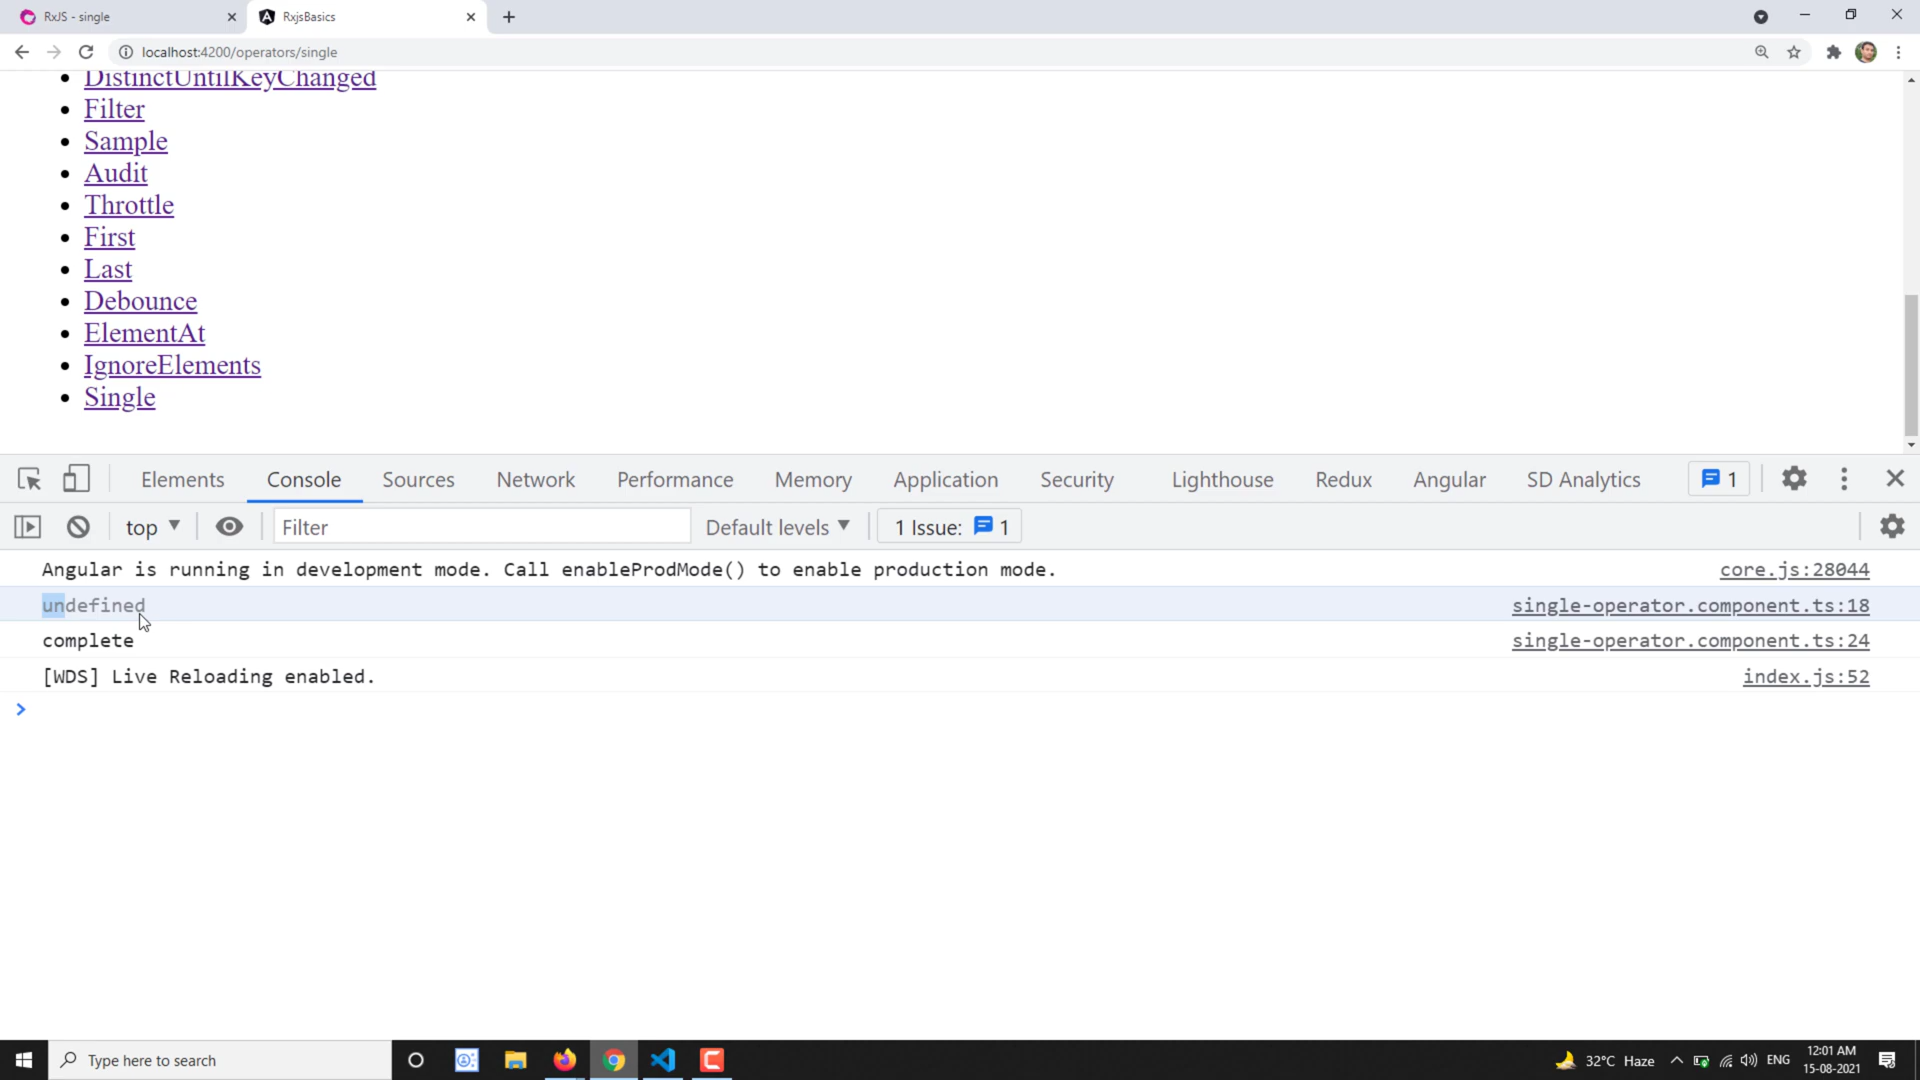 RxJS - single
RxjsBasics
localhost:4200/operators/single
DistinctUntilKeyChanged
Filter
Sample
Audit
Throttle
First
Last
Debounce
ElementAt
IgnoreElements
Single
Elements Console Sources Network Performance Memory Application Security Lighthouse Redux Angular SD Analytics 1
top Filter Default levels 1 Issue: 1
Angular is running in development mode. Call enableProdMode() to enable production mode. core.js:28044
undefined single-operator.component.ts:18
complete single-operator.component.ts:24
[WDS] Live Reloading enabled. index.js:52
Type here to search
32°C Haze
ENG
12:01 AM
15-08-2021